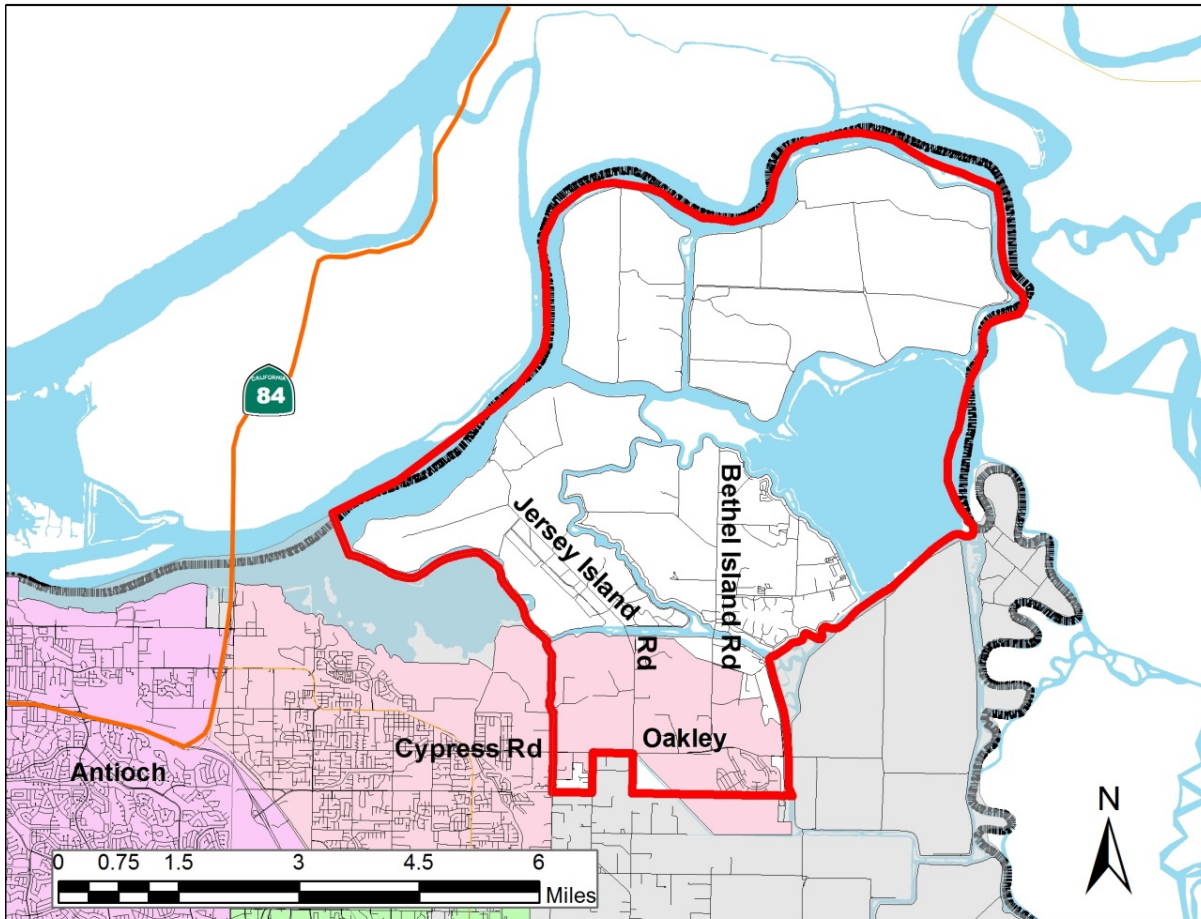 CALIFORNIA
84
Jersey Island Rd
Bethel Island Rd
Cypress Rd
Oakley
Antioch
N
0 0.75 1.5 3 4.5 6
Miles